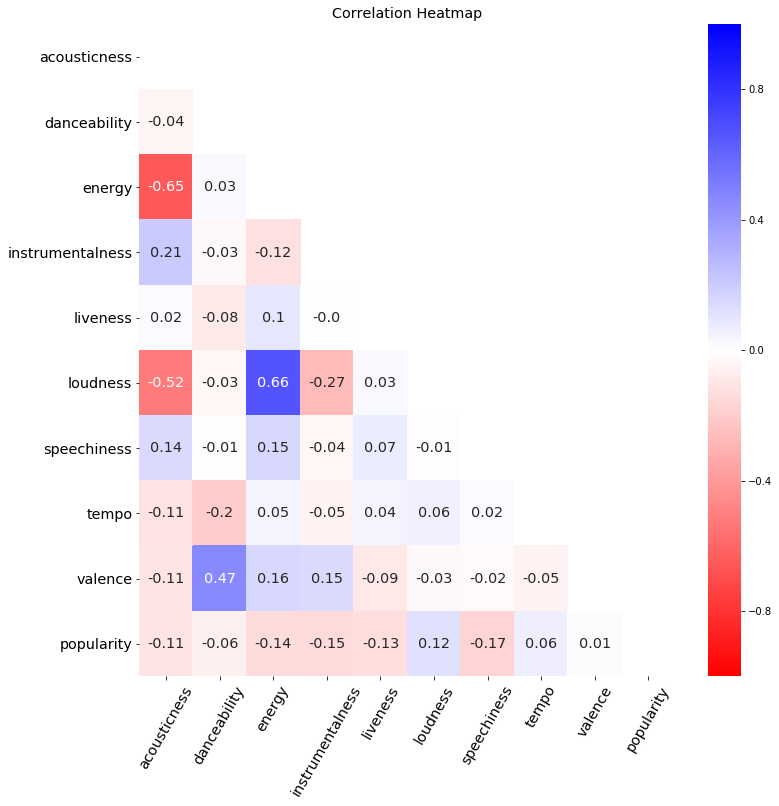 Correlation Heatmap
acousticness
danceability -0.04
energy -0.65 0.03
instrumentalness 0.21 -0.03 -0.12
liveness 0.02 -0.08 0.1 -0.0
loudness -0.52 -0.03 0.66 -0.27 0.03
speechiness 0.14 -0.01 0.15 -0.04 0.07 -0.01
tempo -0.11 -0.2 0.05 -0.05 0.04 0.06 0.02
valence -0.11 0.47 0.16 0.15 -0.09 -0.03 -0.02 -0.05
popularity -0.11 -0.06 -0.14 -0.15 -0.13 0.12 -0.17 0.06 0.01
acousticness danceability energy instrumentalness liveness loudness speechiness tempo valence popularity
0.8
0.4
0.0
−0.4
−0.8